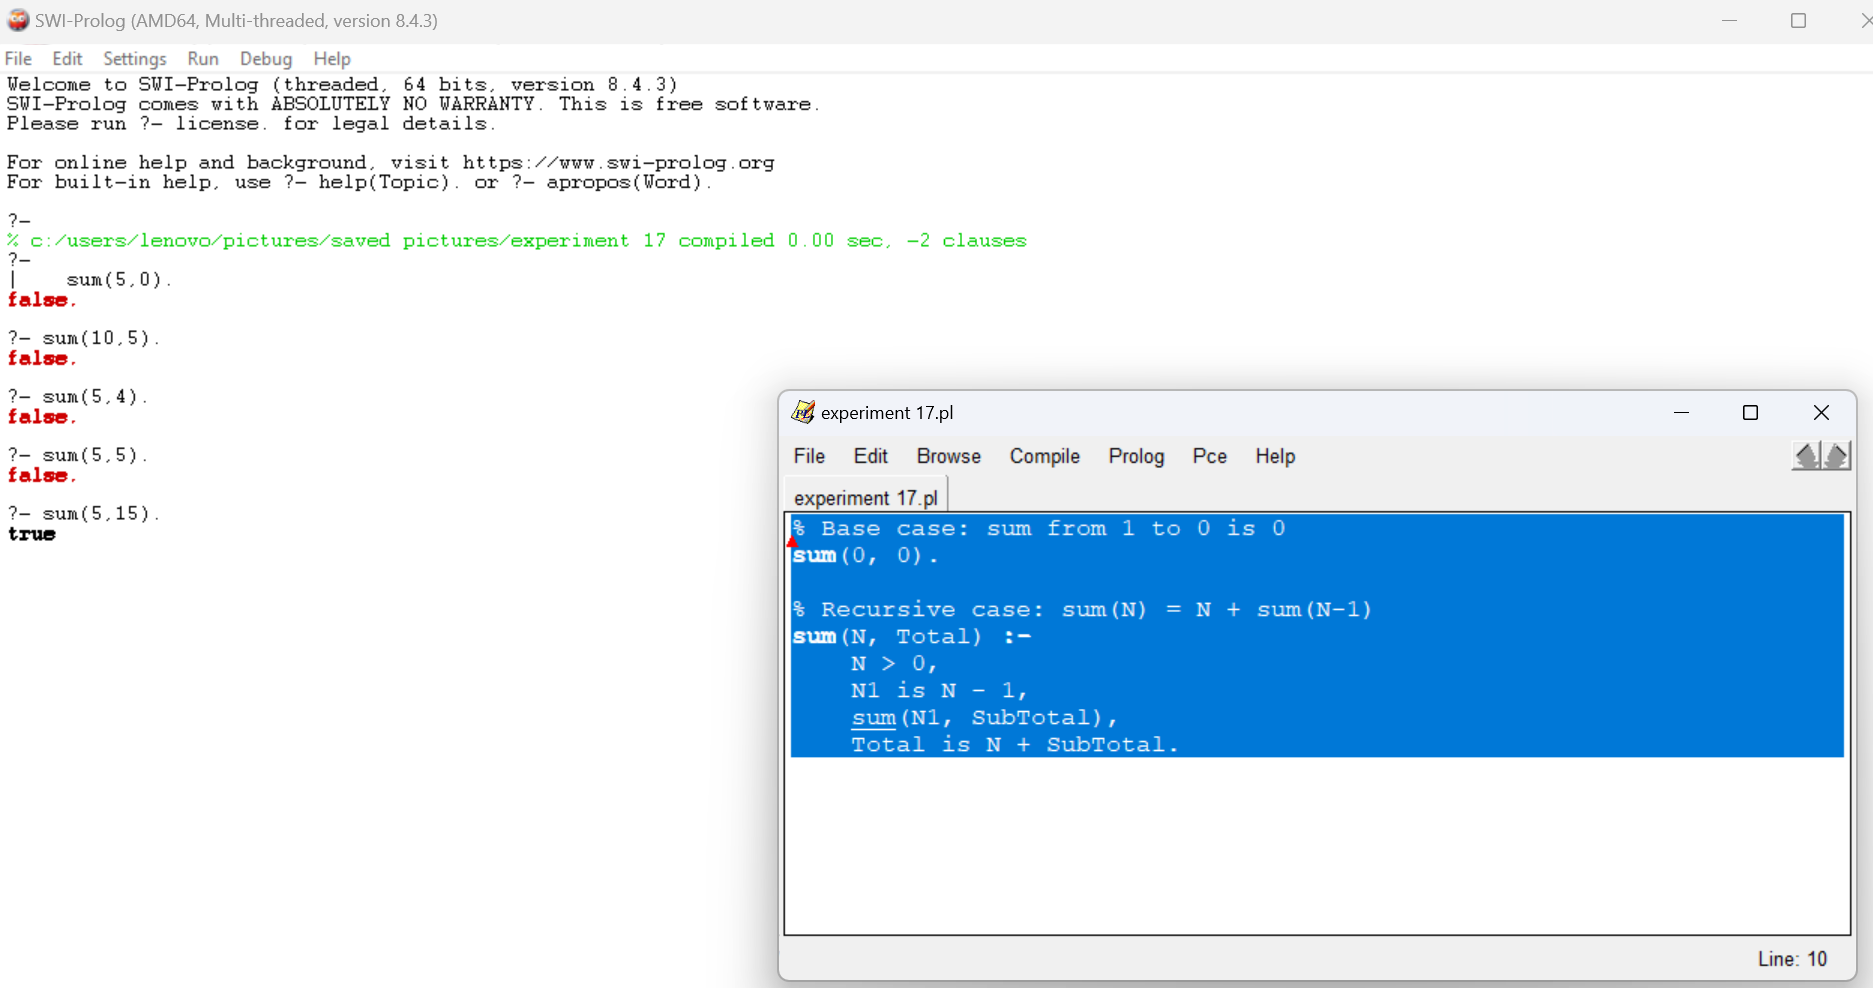 SWI-Prolog (AMD64, Multi-threaded, version 8.4.3)
File Edit Settings Run Debug Help
Welcome to SWI-Prolog (threaded, 64 bits, version 8.4.3)
SWI-Prolog comes with ABSOLUTELY NO WARRANTY. This is free software.
Please run ?- license. for legal details.
For online help and background, visit https://www.swi-prolog.org
For built-in help, use ?- help(Topic). or ?- apropos(Word).
?-
% c:/users/lenovo/pictures/saved pictures/experiment 17 compiled 0.00 sec, -2 clauses
?-
|    sum(5,0).
false.
?- sum(10,5).
false.
?- sum(5,4).
false.
?- sum(5,5).
false.
?- sum(5,15).
true
experiment 17.pl
File Edit Browse Compile Prolog Pce Help
experiment 17.pl
% Base case: sum from 1 to 0 is 0
sum(0, 0).
% Recursive case: sum(N) = N + sum(N-1)
sum(N, Total) :-
    N > 0,
    N1 is N - 1,
    sum(N1, SubTotal),
    Total is N + SubTotal.
Line: 10